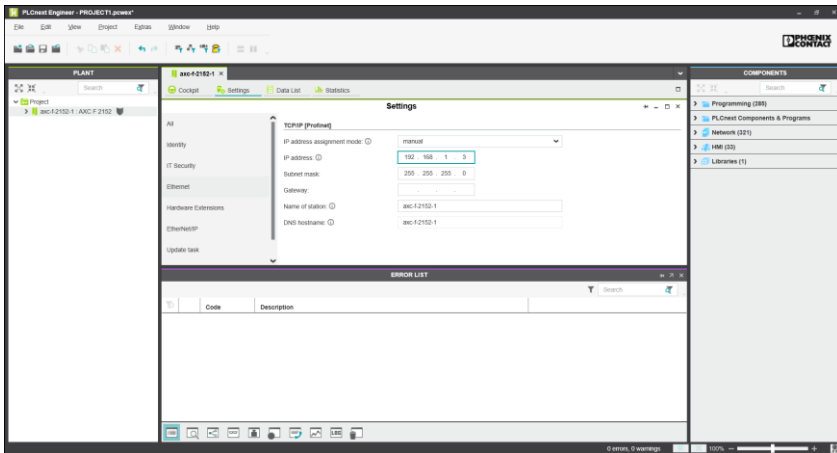 PLCnext Engineer - PROJECT1.pcwex*
File Edit View Project Extras Window Help
PHOENIX
CONTACT
PLANT
Search
Project
axc-f-2152-1 : AXC F 2152
axc-f-2152-1
Cockpit Settings Data List Statistics
Settings
All
Identity
IT Security
Ethernet
Hardware Extensions
EtherNet/IP
Update task
TCP/IP [Profinet]
IP address assignment mode: manual
IP address: 192 . 168 . 1 . 3
Subnet mask: 255 . 255 . 255 . 0
Gateway: . . .
Name of station: axc-f-2152-1
DNS hostname: axc-f-2152-1
ERROR LIST
Search
Code Description
LOG
COMPONENTS
Search
Programming (285)
PLCnext Components & Programs
Network (321)
HMI (33)
Libraries (1)
0 errors, 0 warnings
100%